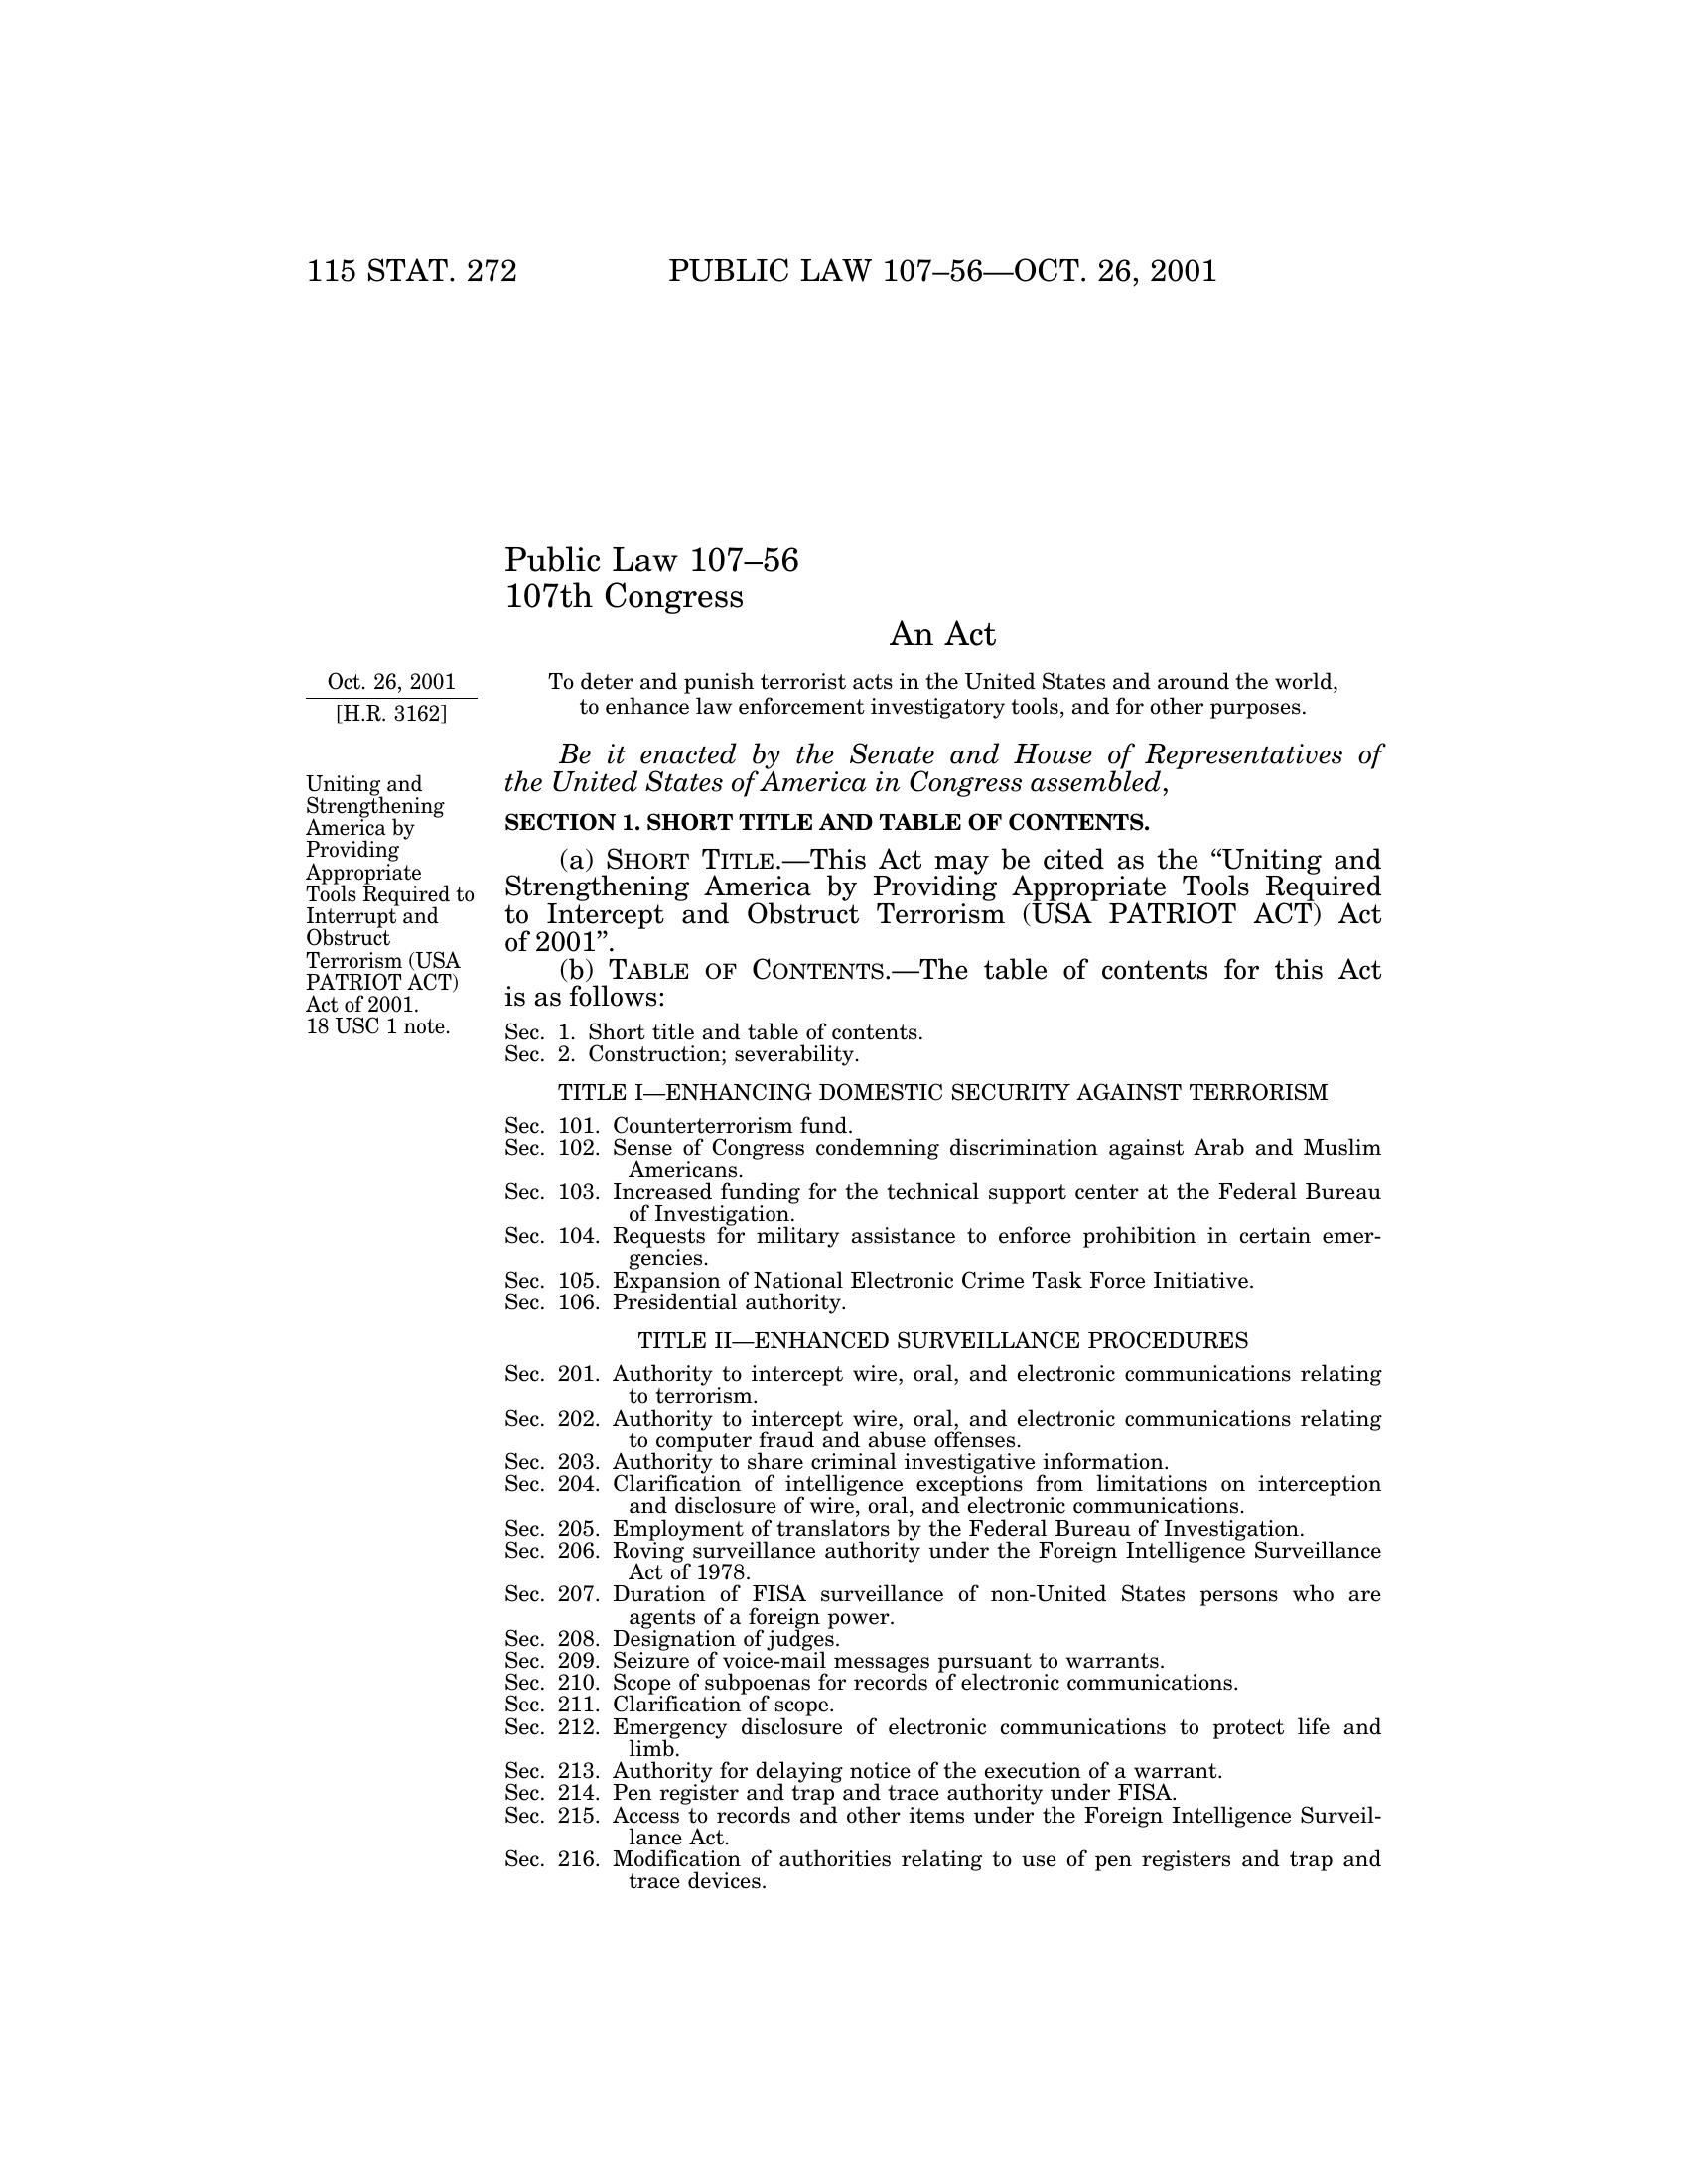 115 STAT. 272
PUBLIC LAW 107–56—OCT. 26, 2001
Public Law 107–56
107th Congress
An Act
Oct. 26, 2001
[H.R. 3162]
To deter and punish terrorist acts in the United States and around the world,
to enhance law enforcement investigatory tools, and for other purposes.
Be it enacted by the Senate and House of Representatives of
the United States of America in Congress assembled,
Uniting and
Strengthening
America by
Providing
Appropriate
Tools Required to
Interrupt and
Obstruct
Terrorism (USA
PATRIOT ACT)
Act of 2001.
18 USC 1 note.
SECTION 1. SHORT TITLE AND TABLE OF CONTENTS.
(a) SHORT TITLE.—This Act may be cited as the “Uniting and
Strengthening America by Providing Appropriate Tools Required
to Intercept and Obstruct Terrorism (USA PATRIOT ACT) Act
of 2001”.
(b) TABLE OF CONTENTS.—The table of contents for this Act
is as follows:
Sec. 1. Short title and table of contents.
Sec. 2. Construction; severability.
TITLE I—ENHANCING DOMESTIC SECURITY AGAINST TERRORISM
Sec. 101. Counterterrorism fund.
Sec. 102. Sense of Congress condemning discrimination against Arab and Muslim
Americans.
Sec. 103. Increased funding for the technical support center at the Federal Bureau
of Investigation.
Sec. 104. Requests for military assistance to enforce prohibition in certain emer-
gencies.
Sec. 105. Expansion of National Electronic Crime Task Force Initiative.
Sec. 106. Presidential authority.
TITLE II—ENHANCED SURVEILLANCE PROCEDURES
Sec. 201. Authority to intercept wire, oral, and electronic communications relating
to terrorism.
Sec. 202. Authority to intercept wire, oral, and electronic communications relating
to computer fraud and abuse offenses.
Sec. 203. Authority to share criminal investigative information.
Sec. 204. Clarification of intelligence exceptions from limitations on interception
and disclosure of wire, oral, and electronic communications.
Sec. 205. Employment of translators by the Federal Bureau of Investigation.
Sec. 206. Roving surveillance authority under the Foreign Intelligence Surveillance
Act of 1978.
Sec. 207. Duration of FISA surveillance of non-United States persons who are
agents of a foreign power.
Sec. 208. Designation of judges.
Sec. 209. Seizure of voice-mail messages pursuant to warrants.
Sec. 210. Scope of subpoenas for records of electronic communications.
Sec. 211. Clarification of scope.
Sec. 212. Emergency disclosure of electronic communications to protect life and
limb.
Sec. 213. Authority for delaying notice of the execution of a warrant.
Sec. 214. Pen register and trap and trace authority under FISA.
Sec. 215. Access to records and other items under the Foreign Intelligence Surveil-
lance Act.
Sec. 216. Modification of authorities relating to use of pen registers and trap and
trace devices.